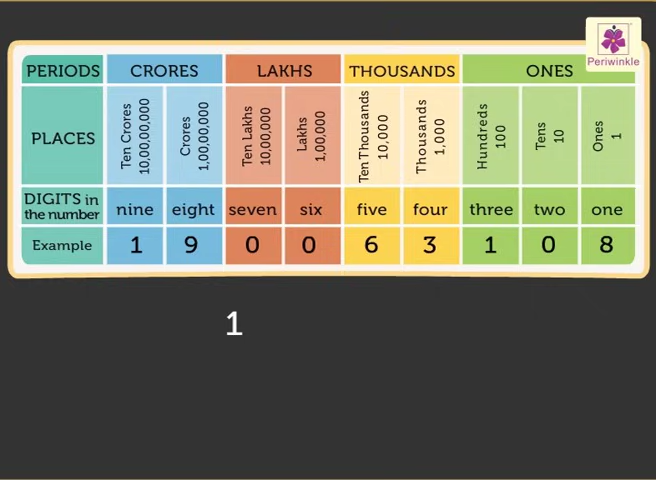 Periwinkle
PERIODS CRORES LAKHS THOUSANDS ONES
PLACES Ten Crores 10,00,00,000 Crores 1,00,00,000 Ten Lakhs 10,00,000 Lakhs 1,00,000 Ten Thousands 10,000 Thousands 1,000 Hundreds 100 Tens 10 Ones 1
DIGITS in the number nine eight seven six five four three two one
Example 1 9 0 0 6 3 1 0 8
1